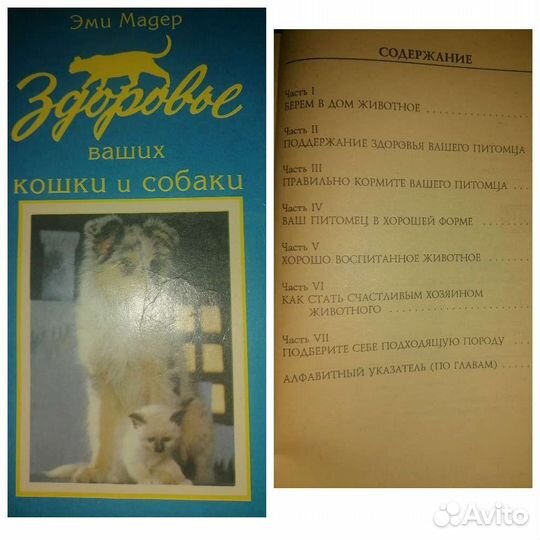 Эми Мадер
Здоровье
ваших
кошки и собаки
СОДЕРЖАНИЕ
Часть I
БЕРЕМ В ДОМ ЖИВОТНОЕ
Часть II
ПОДДЕРЖАНИЕ ЗДОРОВЬЯ ВАШЕГО ПИТОМЦА
Часть III
ПРАВИЛЬНО КОРМИТЕ ВАШЕГО ПИТОМЦА
Часть IV
ВАШ ПИТОМЕЦ В ХОРОШЕЙ ФОРМЕ
Часть V
ХОРОШО ВОСПИТАННОЕ ЖИВОТНОЕ
Часть VI
КАК СТАТЬ СЧАСТЛИВЫМ ХОЗЯИНОМ
ЖИВОТНОГО
Часть VII
ПОДБЕРИТЕ СЕБЕ ПОДХОДЯЩУЮ ПОРОДУ
АЛФАВИТНЫЙ УКАЗАТЕЛЬ (ПО ГЛАВАМ)
Avito